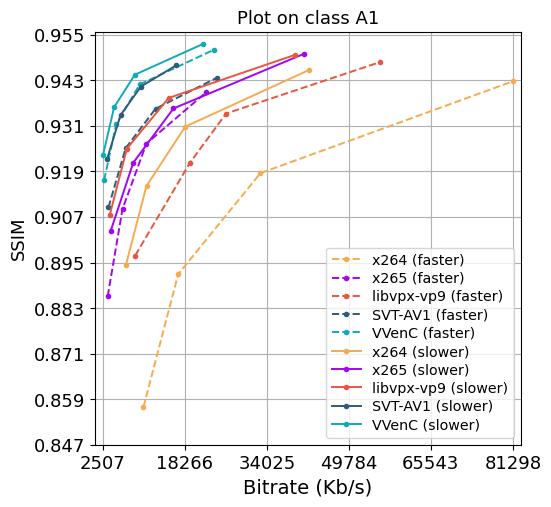 Plot on class A1
0.955
0.943
0.931
0.919
0.907
0.895
0.883
0.871
0.859
0.847
SSIM
x264 (faster)
x265 (faster)
libvpx-vp9 (faster)
SVT-AV1 (faster)
VVenC (faster)
x264 (slower)
x265 (slower)
libvpx-vp9 (slower)
SVT-AV1 (slower)
VVenC (slower)
2507 18266 34025 49784 65543 81298
Bitrate (Kb/s)